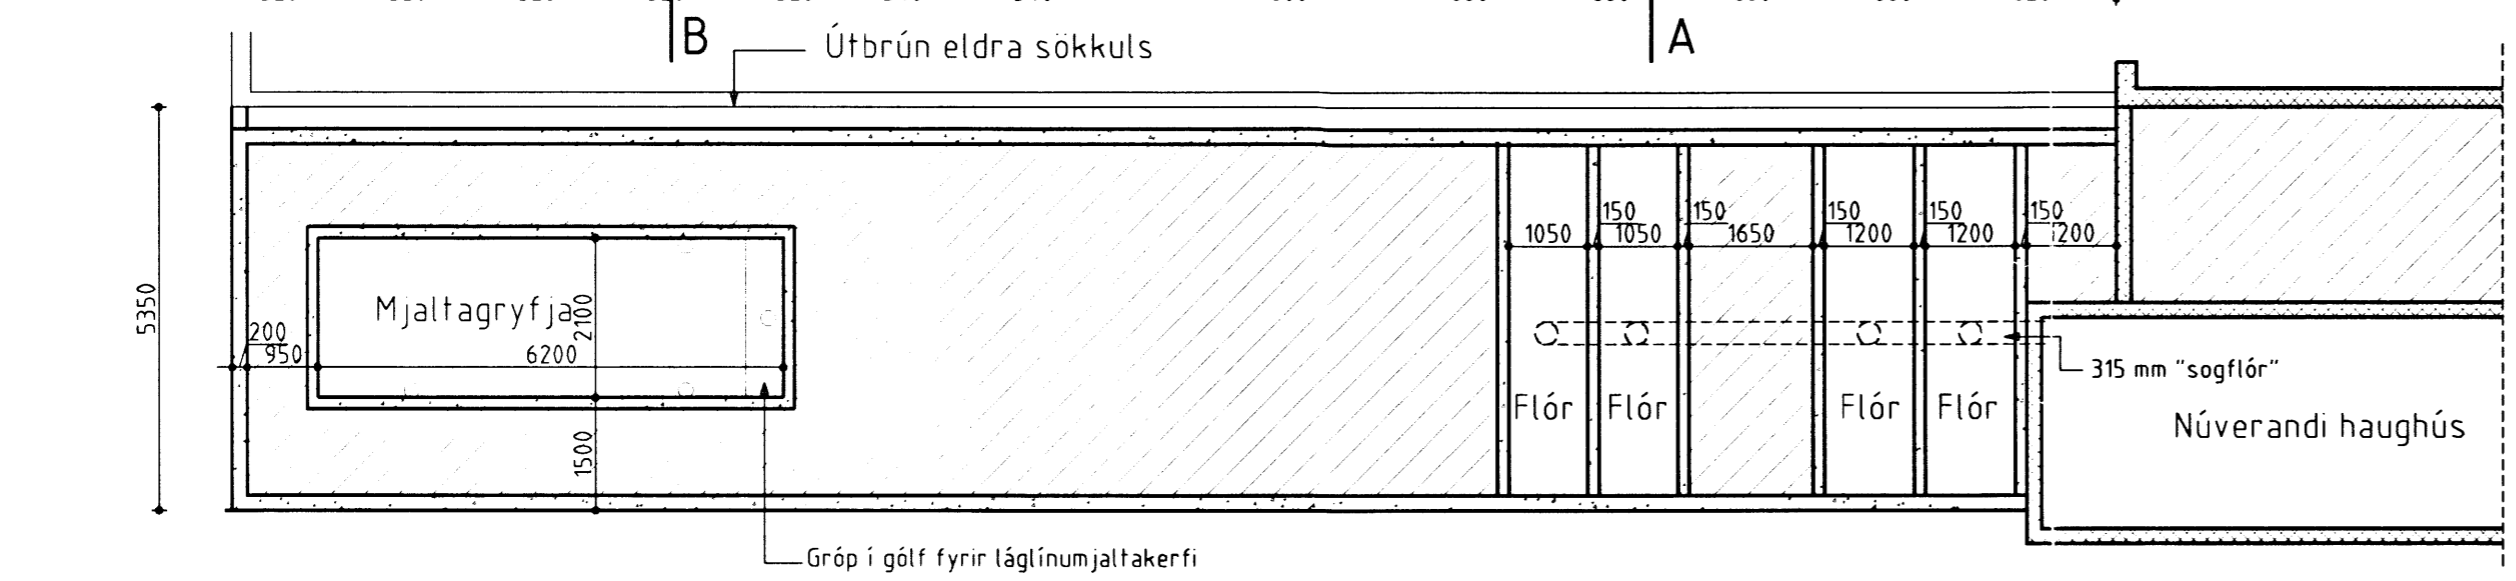 B
A
Útbrún eldra sökkuls
150
150
150
150
150
1050
1050
1650
1200
1200
1200
5350
Mjaltagryfja
2100
200
950
6200
315 mm "sogflór"
Flór
Flór
Flór
Flór
Núverandi haughús
1500
Gróp í gólf fyrir láglínumjaltakerfi